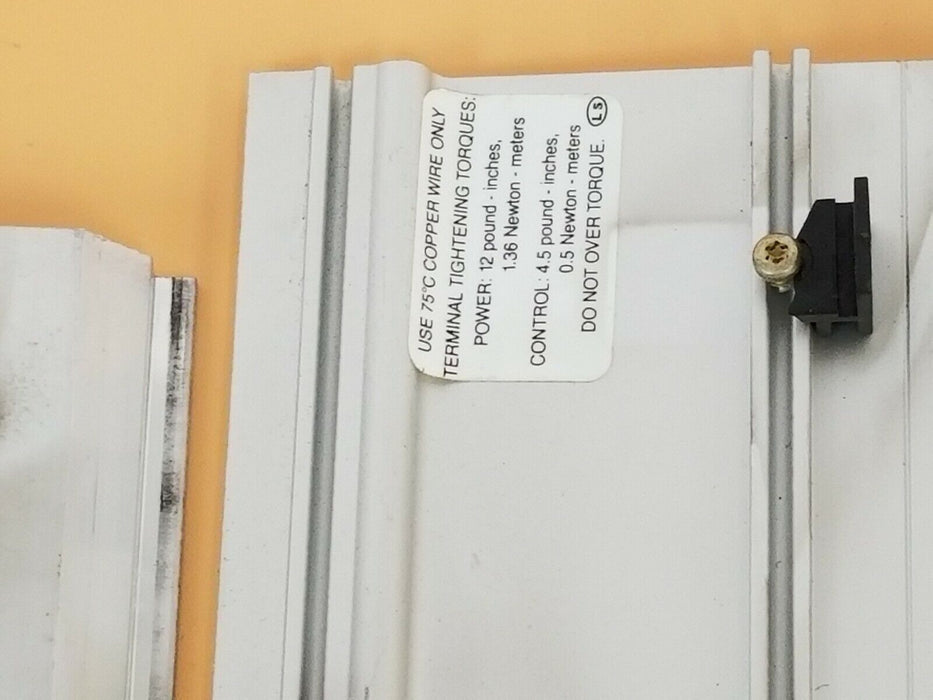 USE 75°C COPPER WIRE ONLY
TERMINAL TIGHTENING TORQUES:
POWER: 12 pound - inches,
1.36 Newton - meters
CONTROL: 4.5 pound - inches,
0.5 Newton - meters
DO NOT OVER TORQUE.
LS